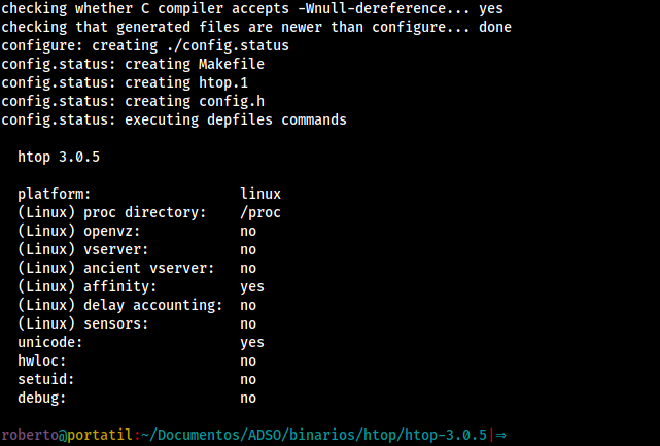 checking whether C compiler accepts -Wnull-dereference... yes
checking that generated files are newer than configure... done
configure: creating ./config.status
config.status: creating Makefile
config.status: creating htop.1
config.status: creating config.h
config.status: executing depfiles commands
htop 3.0.5
platform: linux
(Linux) proc directory: /proc
(Linux) openvz: no
(Linux) vserver: no
(Linux) ancient vserver: no
(Linux) affinity: yes
(Linux) delay accounting: no
(Linux) sensors: no
unicode: yes
hwloc: no
setuid: no
debug: no
roberto@portatil:~/Documentos/ADSO/binarios/htop/htop-3.0.5|⇒